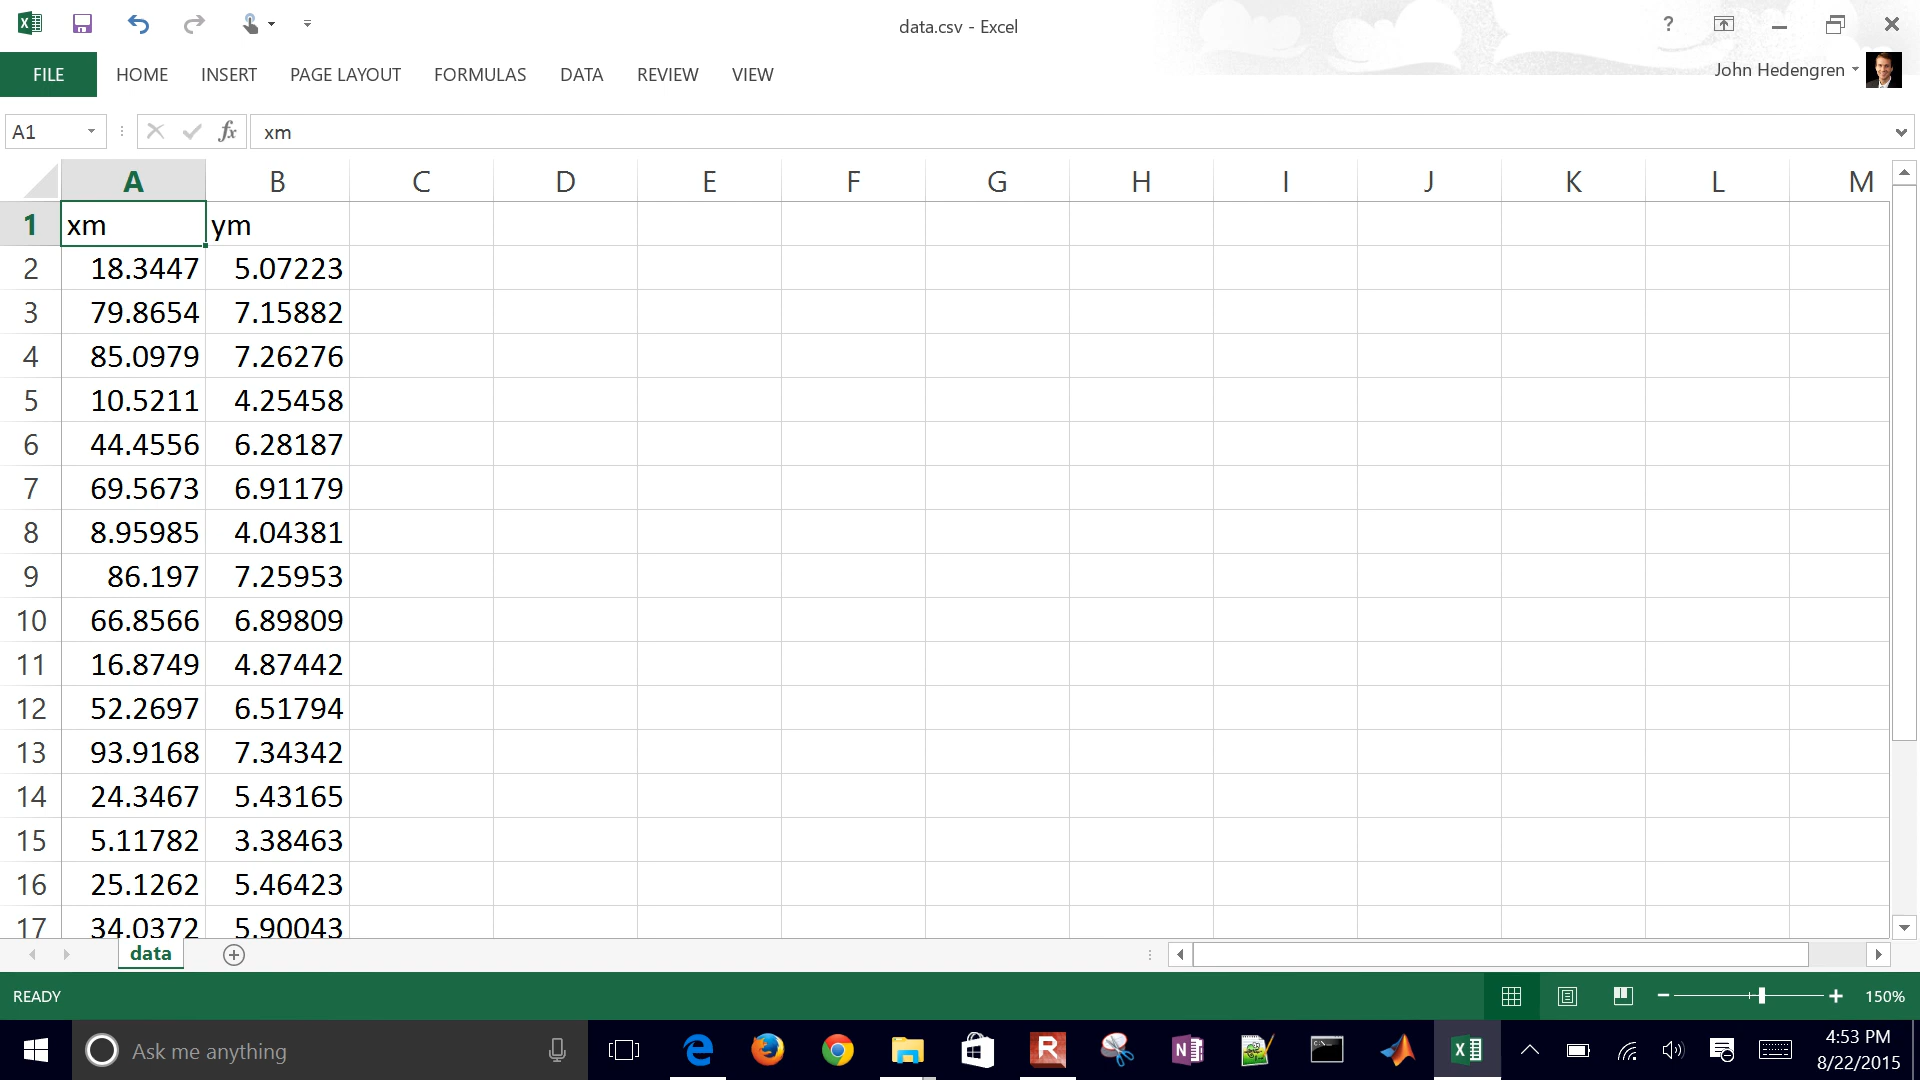 data.csv - Excel
?
FILE HOME INSERT PAGE LAYOUT FORMULAS DATA REVIEW VIEW
John Hedengren
A1 fx xm
A B C D E F G H I J K L M
1 xm ym
2 18.3447 5.07223
3 79.8654 7.15882
4 85.0979 7.26276
5 10.5211 4.25458
6 44.4556 6.28187
7 69.5673 6.91179
8 8.95985 4.04381
9 86.197 7.25953
10 66.8566 6.89809
11 16.8749 4.87442
12 52.2697 6.51794
13 93.9168 7.34342
14 24.3467 5.43165
15 5.11782 3.38463
16 25.1262 5.46423
17 34.0372 5.90043
data
READY 150%
Ask me anything
4:53 PM
8/22/2015